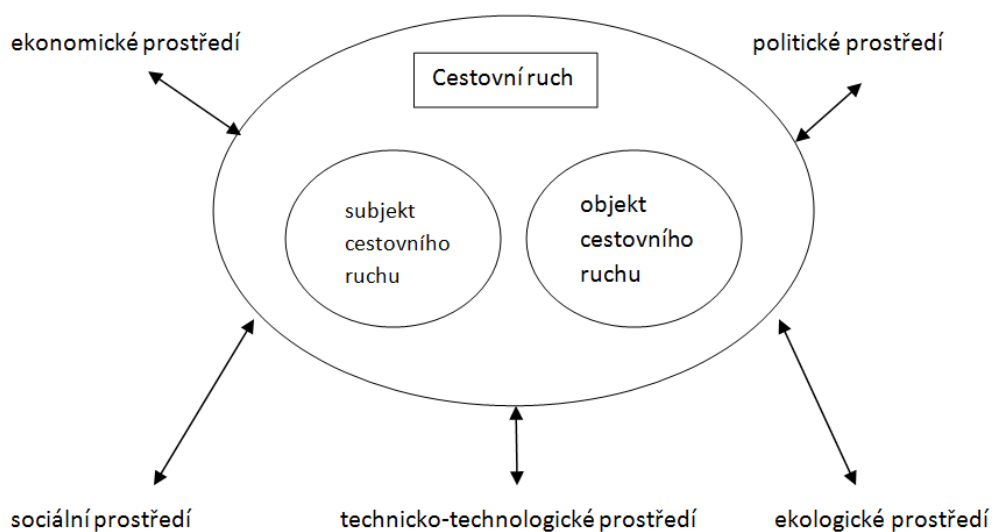 ekonomické prostředí
politické prostředí
Cestovní ruch
subjekt
cestovního
ruchu
objekt
cestovního
ruchu
sociální prostředí
technicko-technologické prostředí
ekologické prostředí